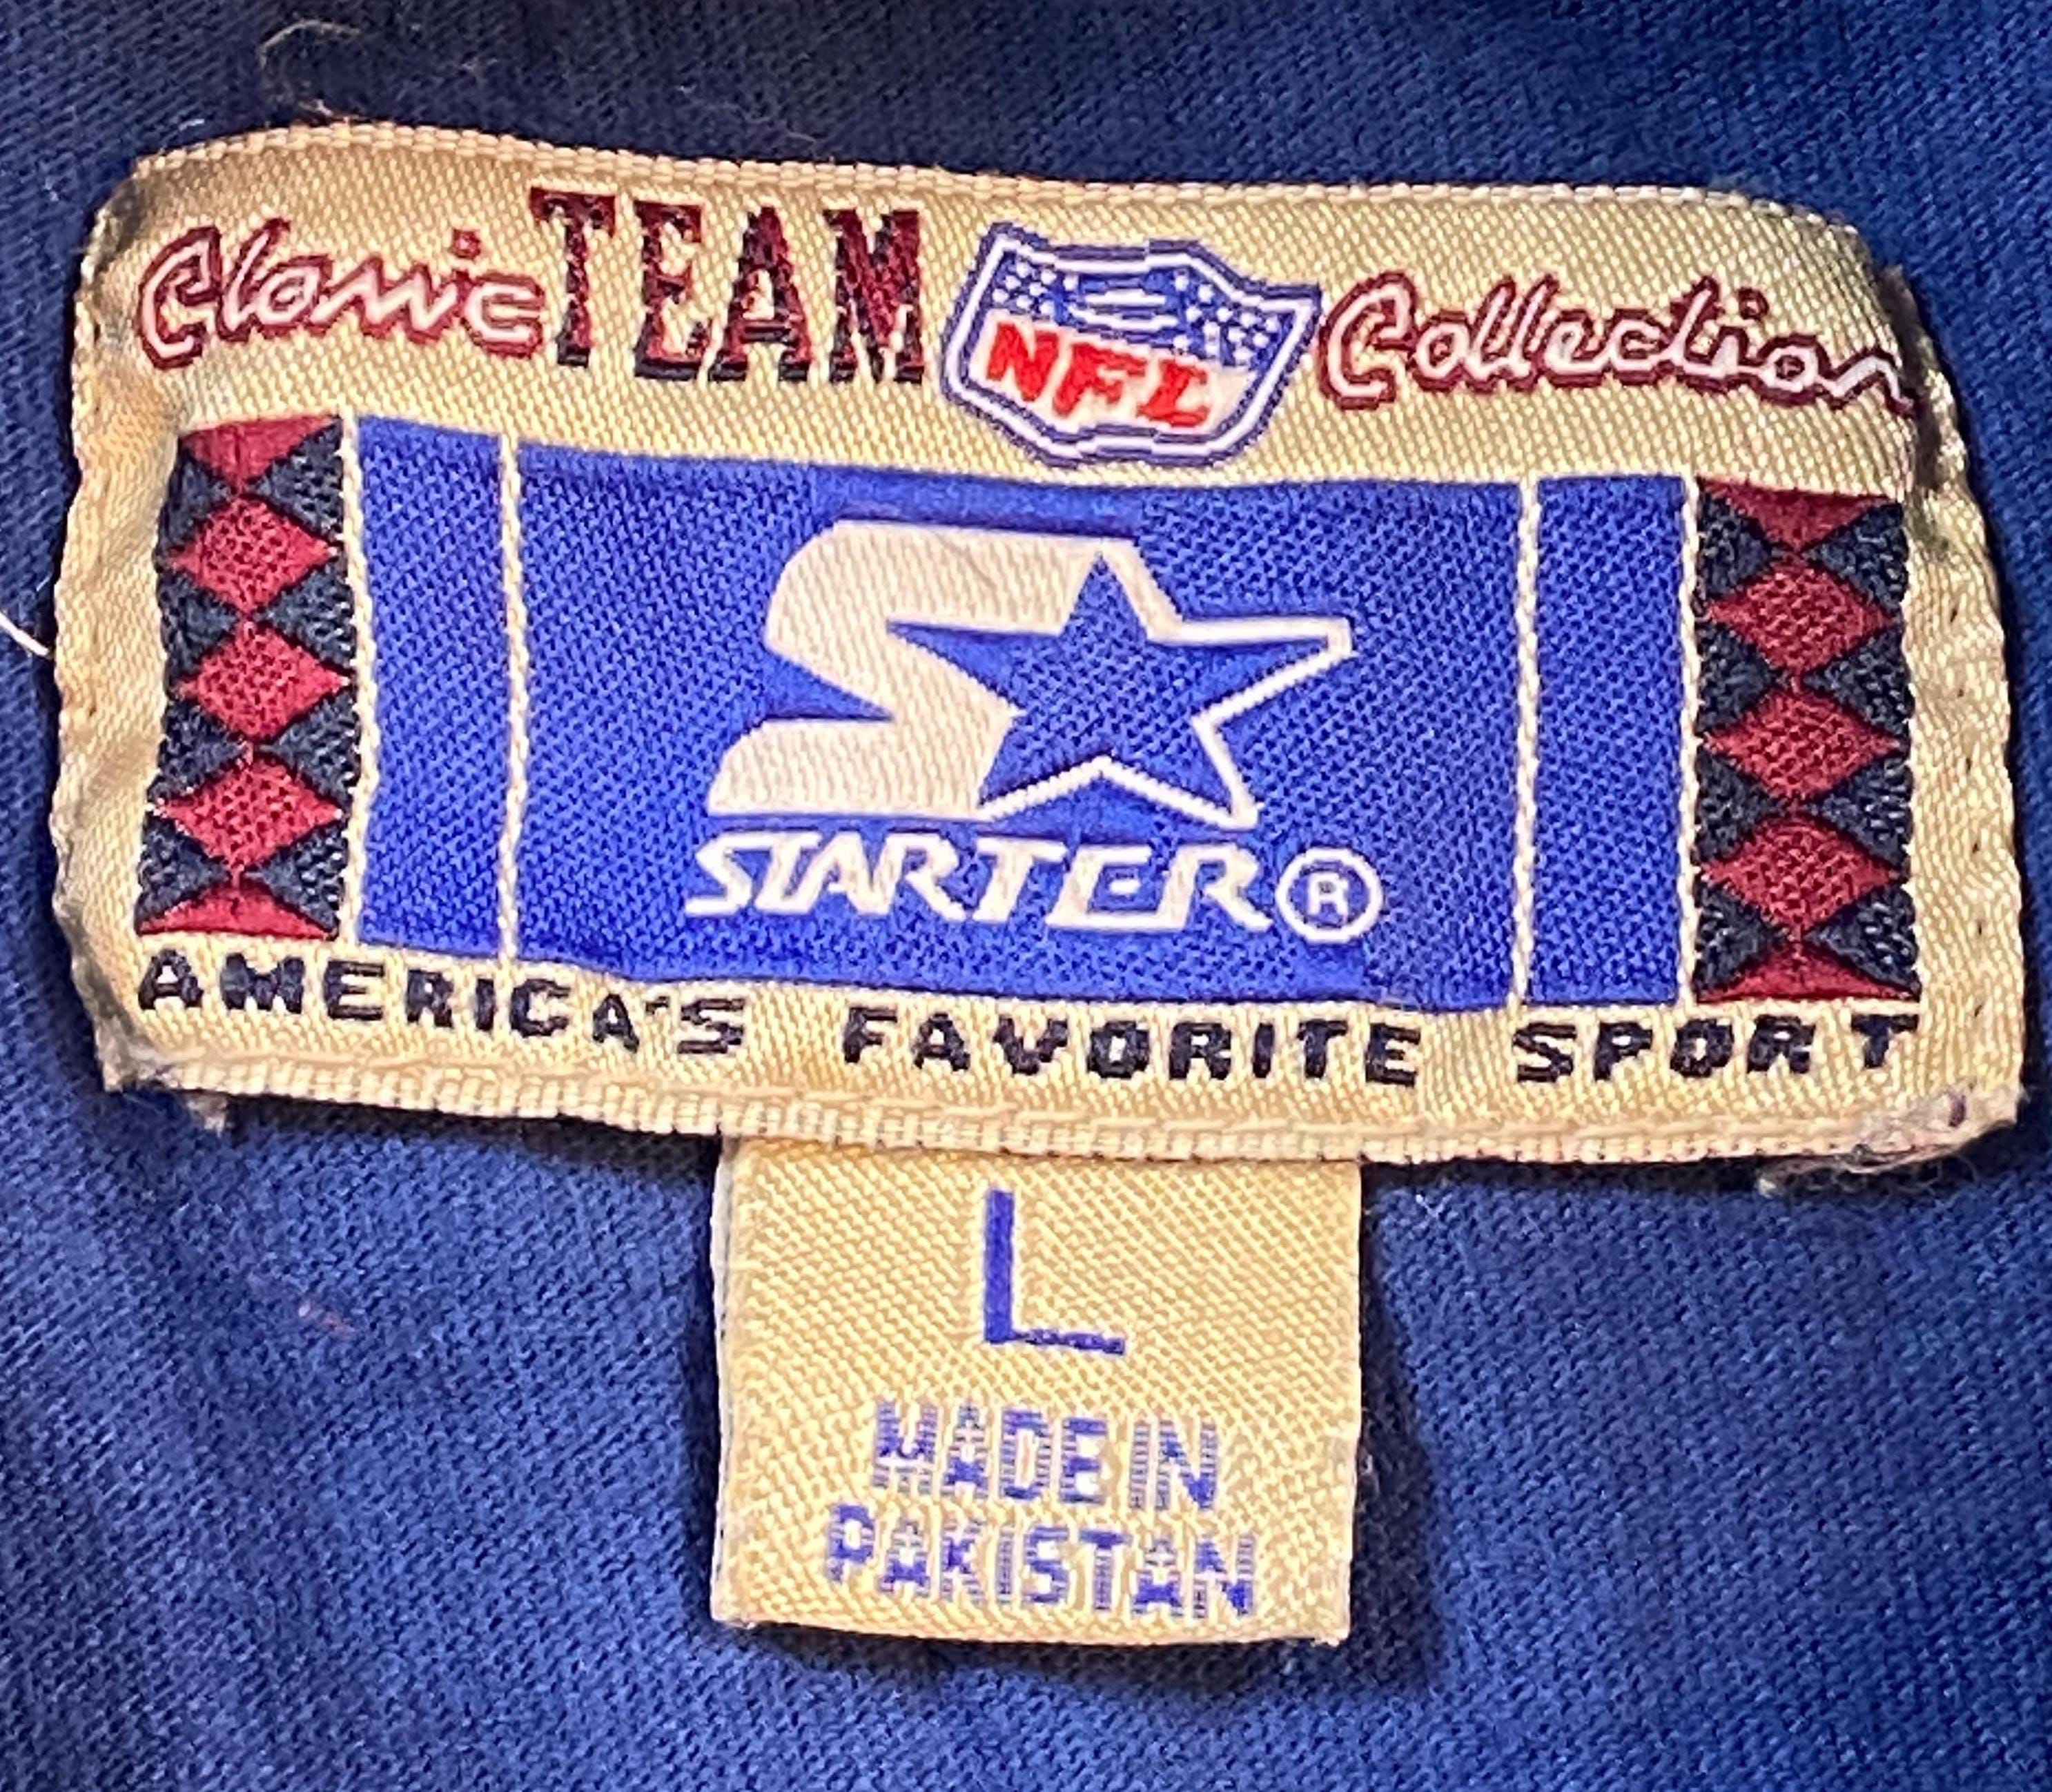 Classic TEAM NFL Collection
STARTER®
AMERICA'S FAVORITE SPORT
L
MADE IN
PAKISTAN